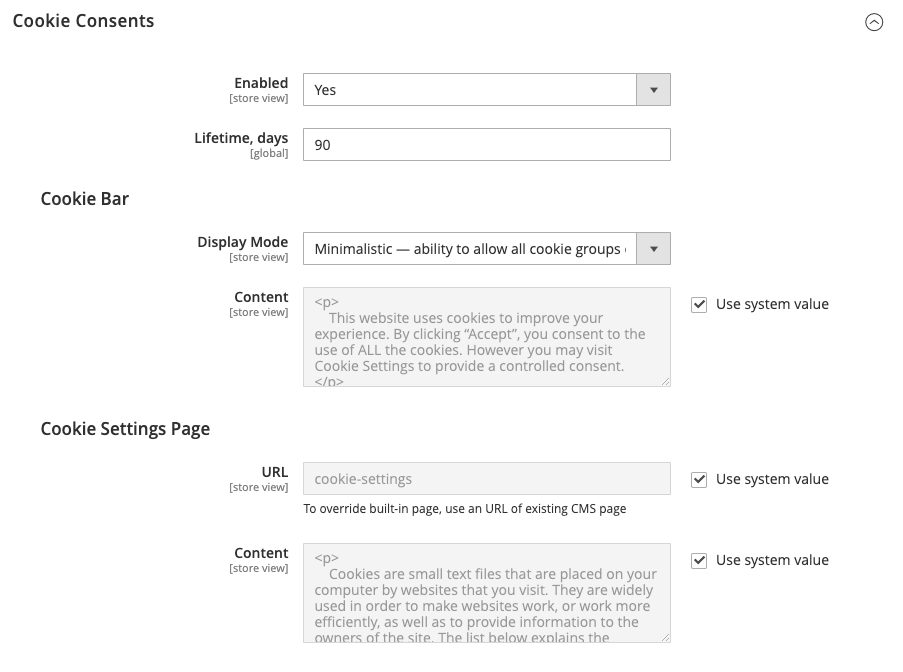 Cookie Consents
Enabled
[store view]
Yes
Lifetime, days
[global]
90
Cookie Bar
Display Mode
[store view]
Minimalistic — ability to allow all cookie groups
Content
[store view]
<p>
This website uses cookies to improve your
experience. By clicking “Accept”, you consent to the
use of ALL the cookies. However you may visit
Cookie Settings to provide a controlled consent.
</p>
Use system value
Cookie Settings Page
URL
[store view]
cookie-settings
Use system value
To override built-in page, use an URL of existing CMS page
Content
[store view]
<p>
Cookies are small text files that are placed on your
computer by websites that you visit. They are widely
used in order to make websites work, or work more
efficiently, as well as to provide information to the
owners of the site. The list below explains the
Use system value